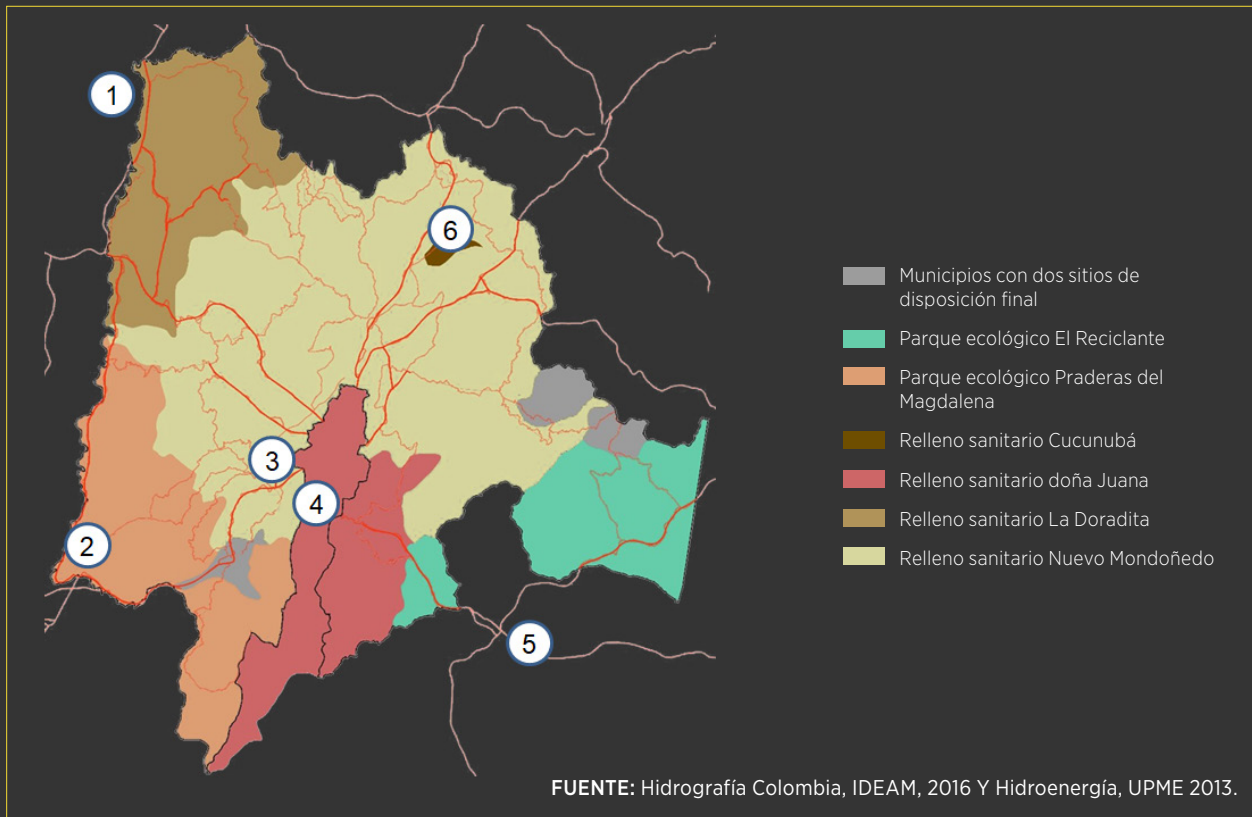 1
6
3
4
2
5
Municipios con dos sitios de
disposición final
Parque ecológico El Reciclante
Parque ecológico Praderas del
Magdalena
Relleno sanitario Cucunubá
Relleno sanitario doña Juana
Relleno sanitario La Doradita
Relleno sanitario Nuevo Mondoñedo
FUENTE: Hidrografía Colombia, IDEAM, 2016 Y Hidroenergía, UPME 2013.